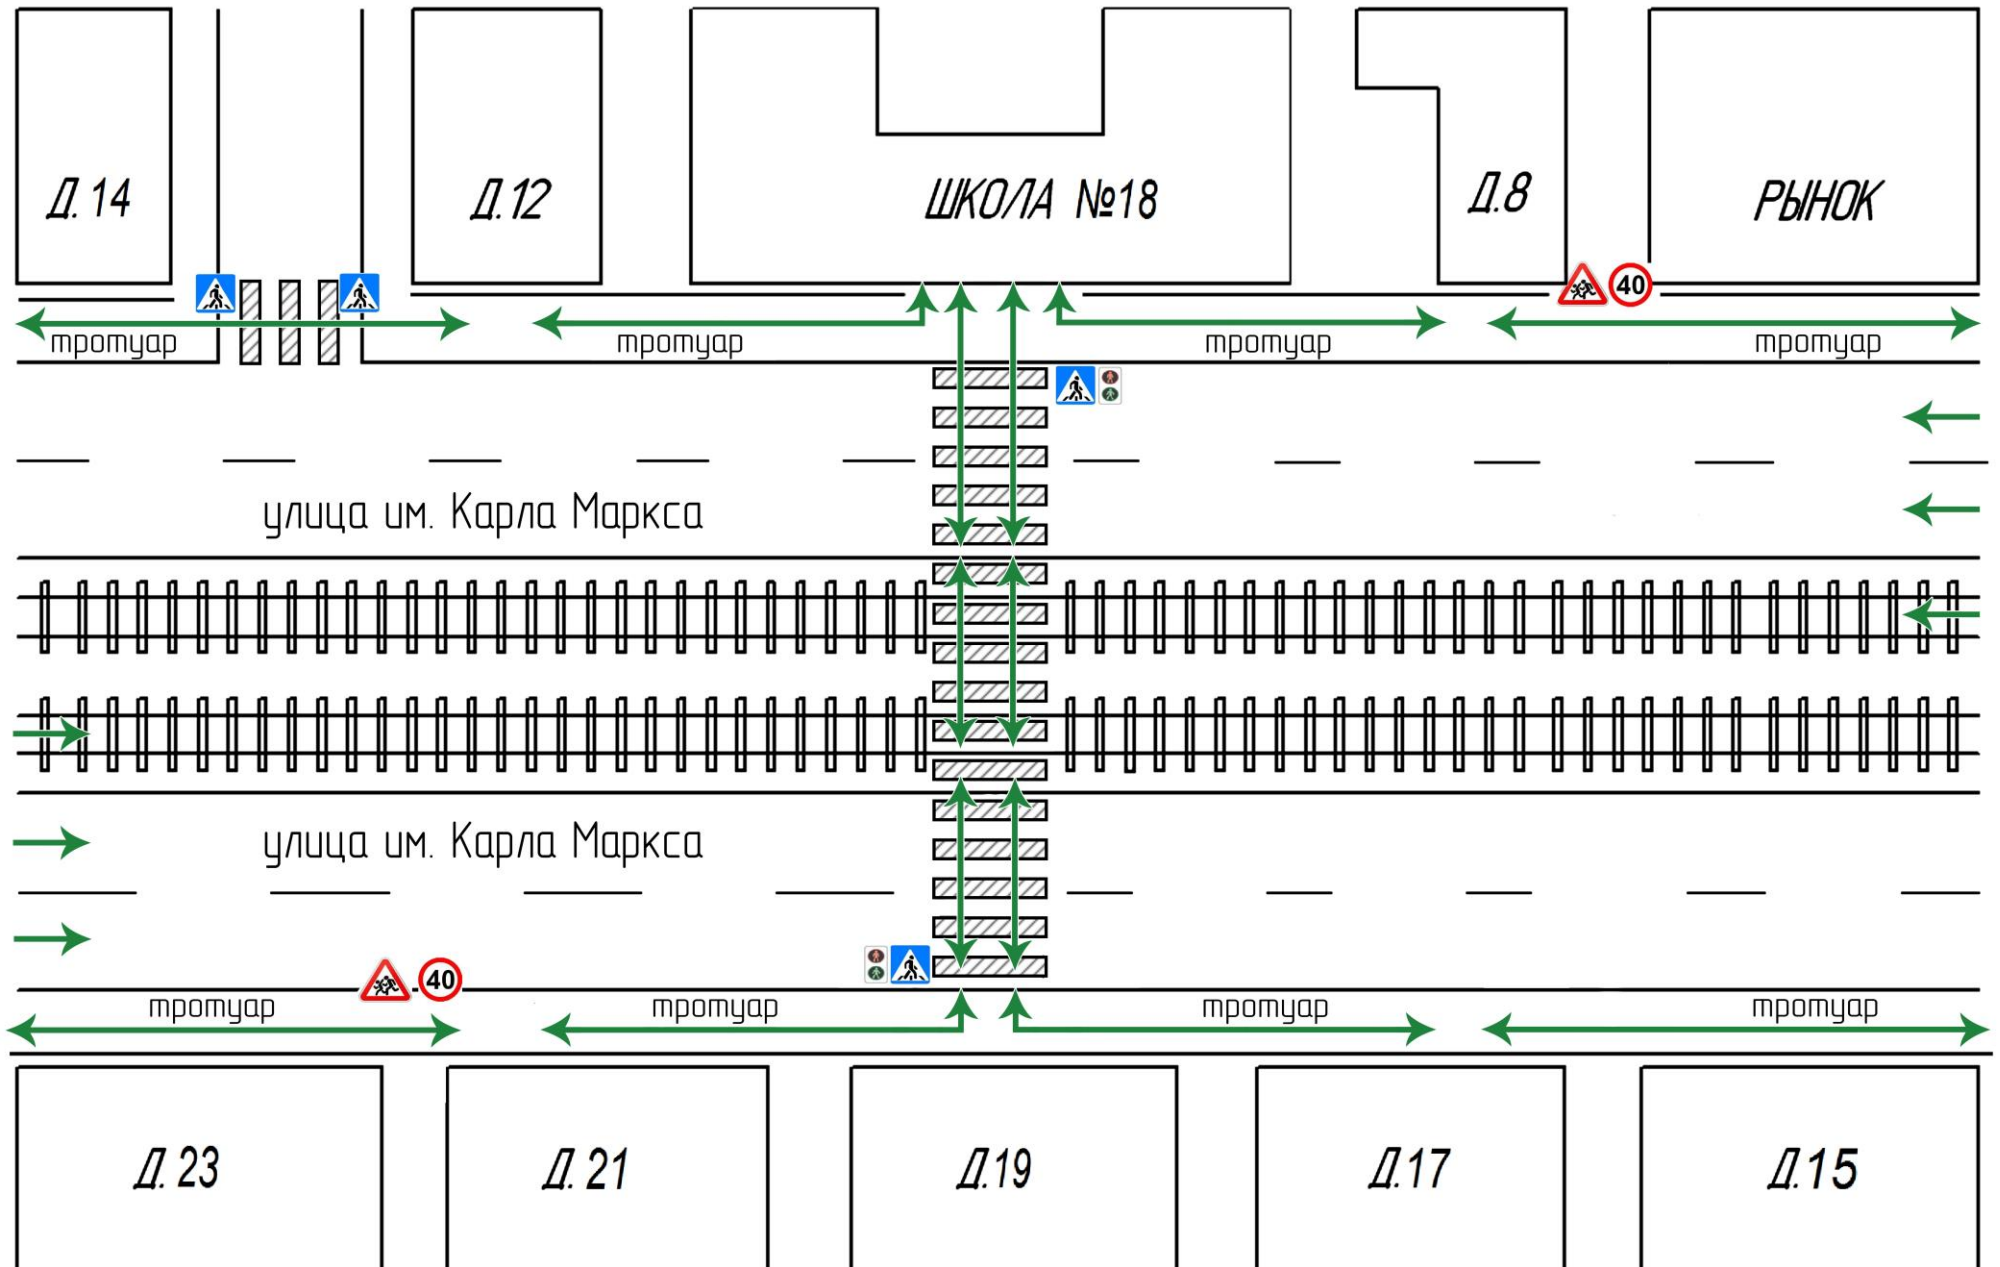 Д. 14
Д.12
ШКОЛА №18
Д.8
РЫНОК
40
тротуар
тротуар
тротуар
тротуар
улица им. Карла Маркса
улица им. Карла Маркса
40
тротуар
тротуар
тротуар
тротуар
Д. 23
Д. 21
Д.19
Д.17
Д.15